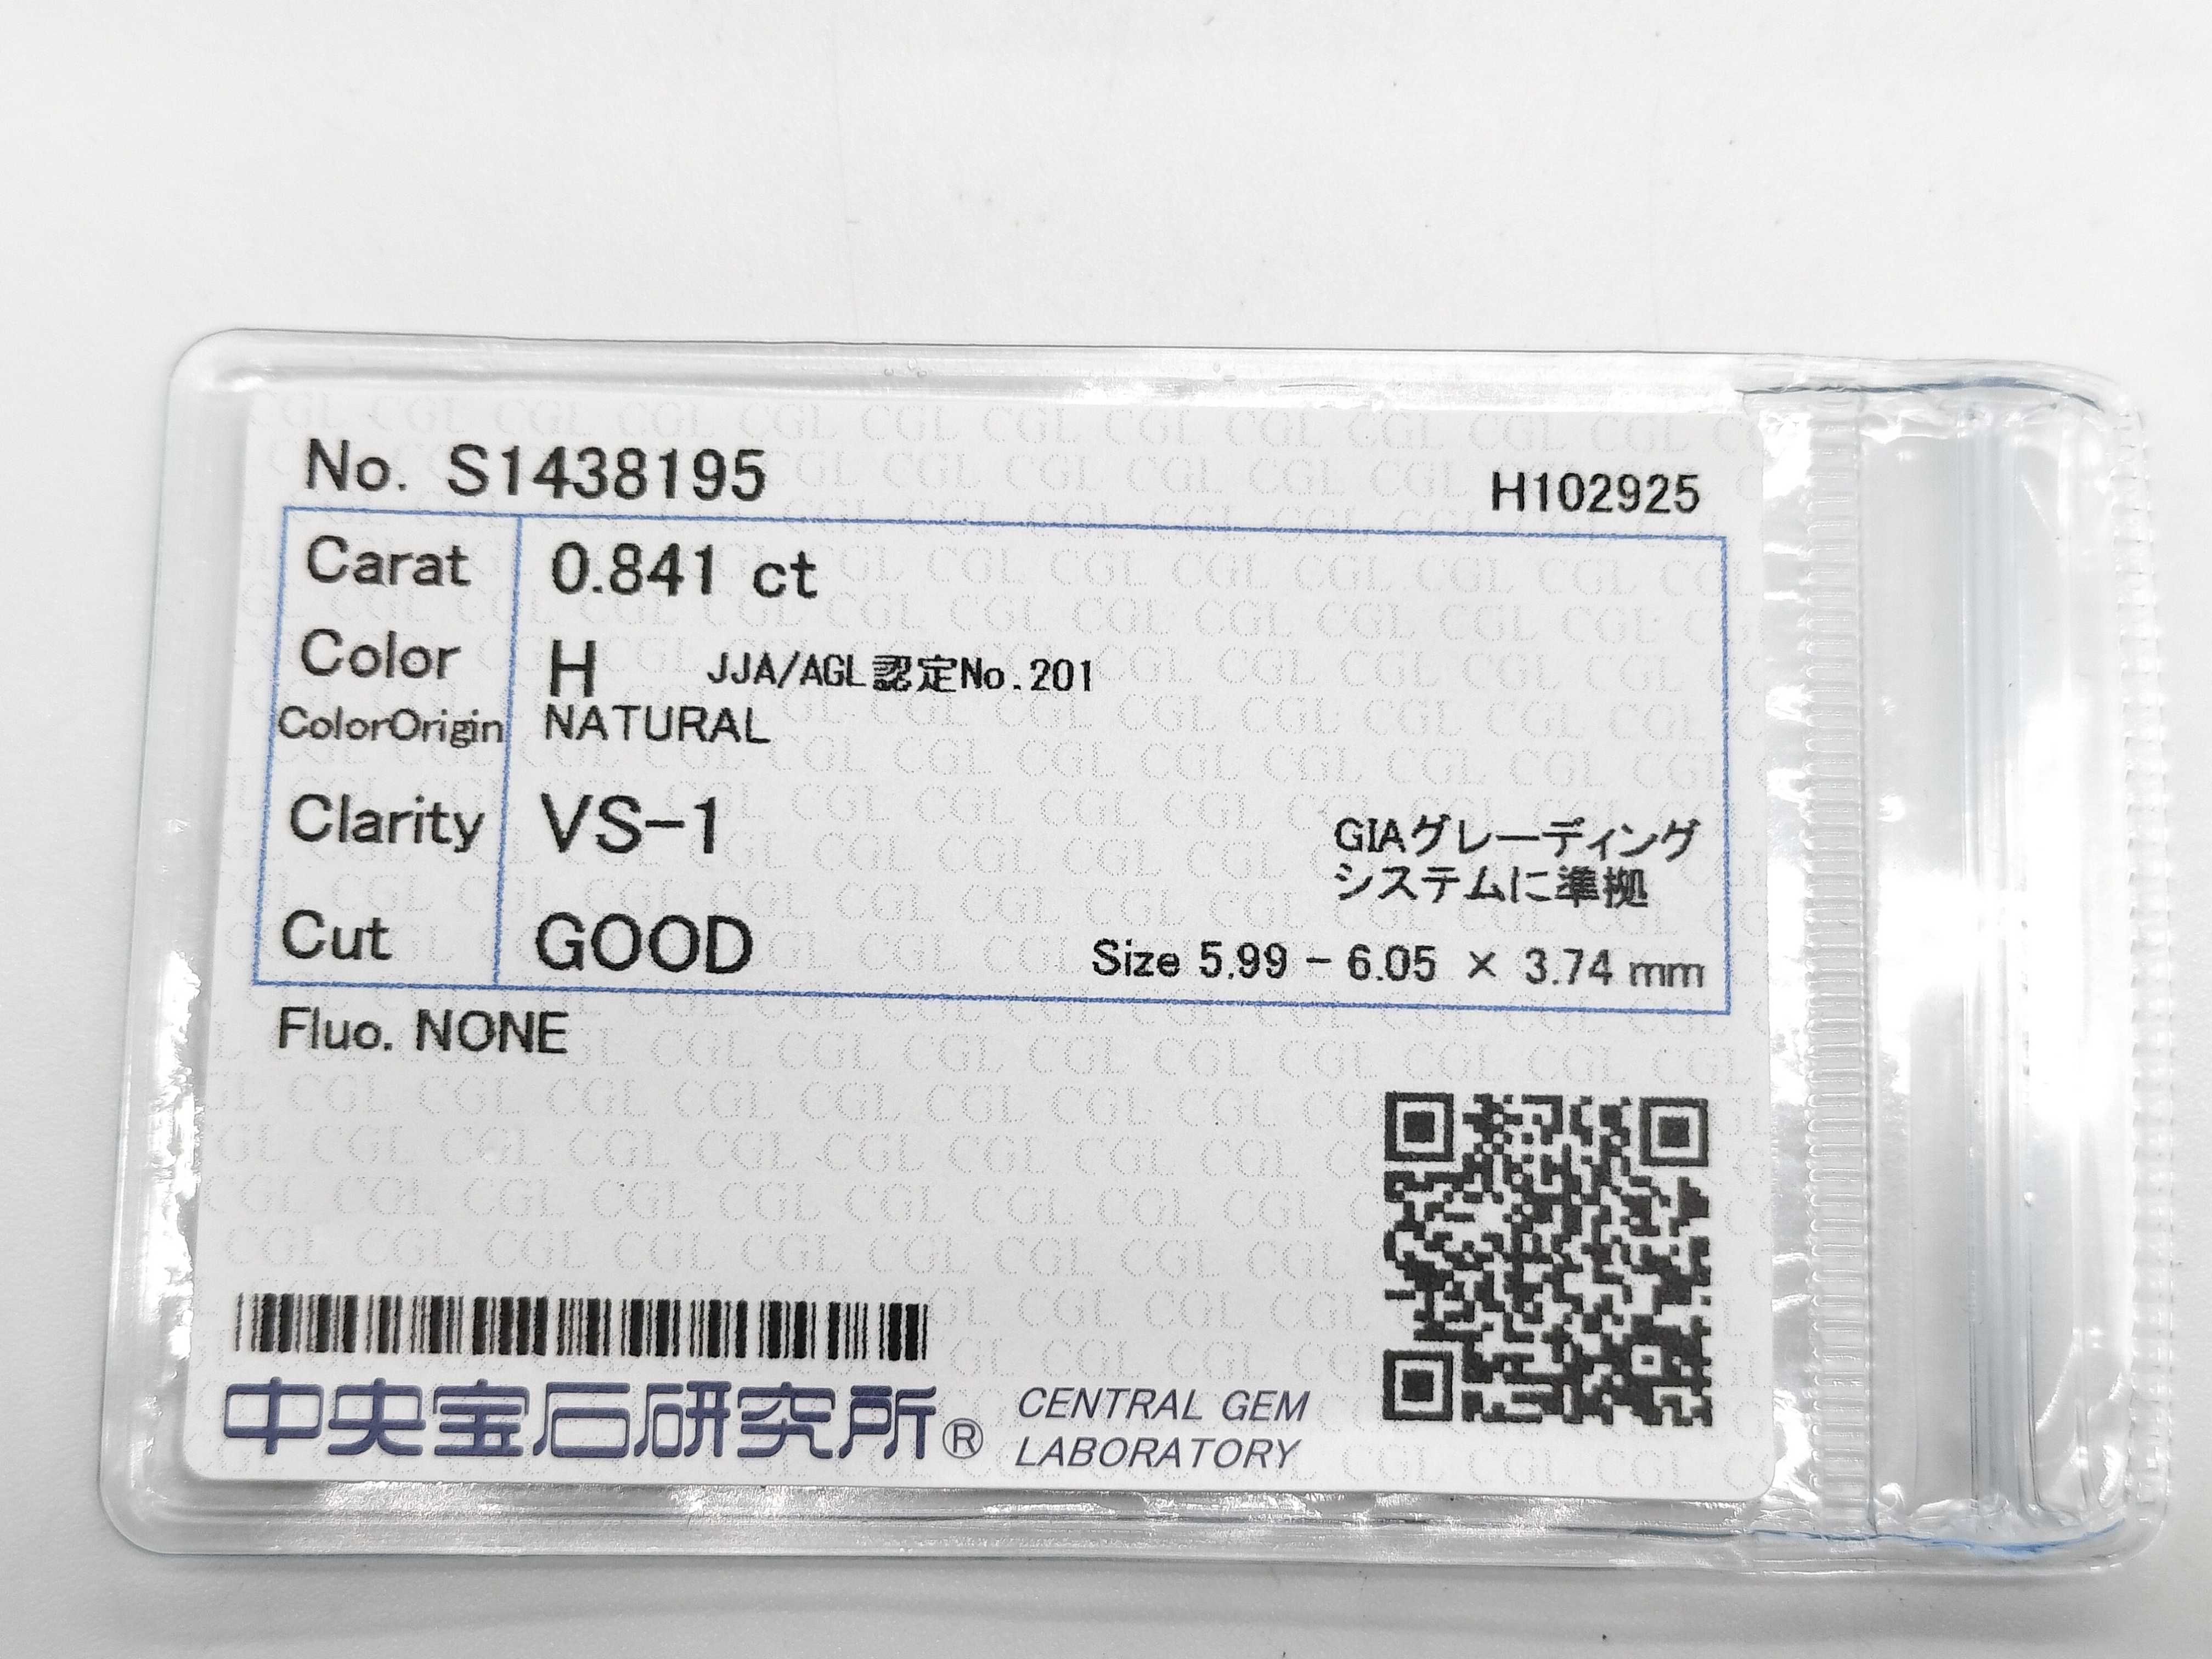 No. S1438195
H102925
Carat 0.841 ct
Color H JJA/AGL認定No.201
ColorOrigin NATURAL
Clarity VS-1
GIAグレーディング
システムに準拠
Cut GOOD
Size 5.99 - 6.05 × 3.74 mm
Fluo. NONE
中央宝石研究所®
CENTRAL GEM
LABORATORY